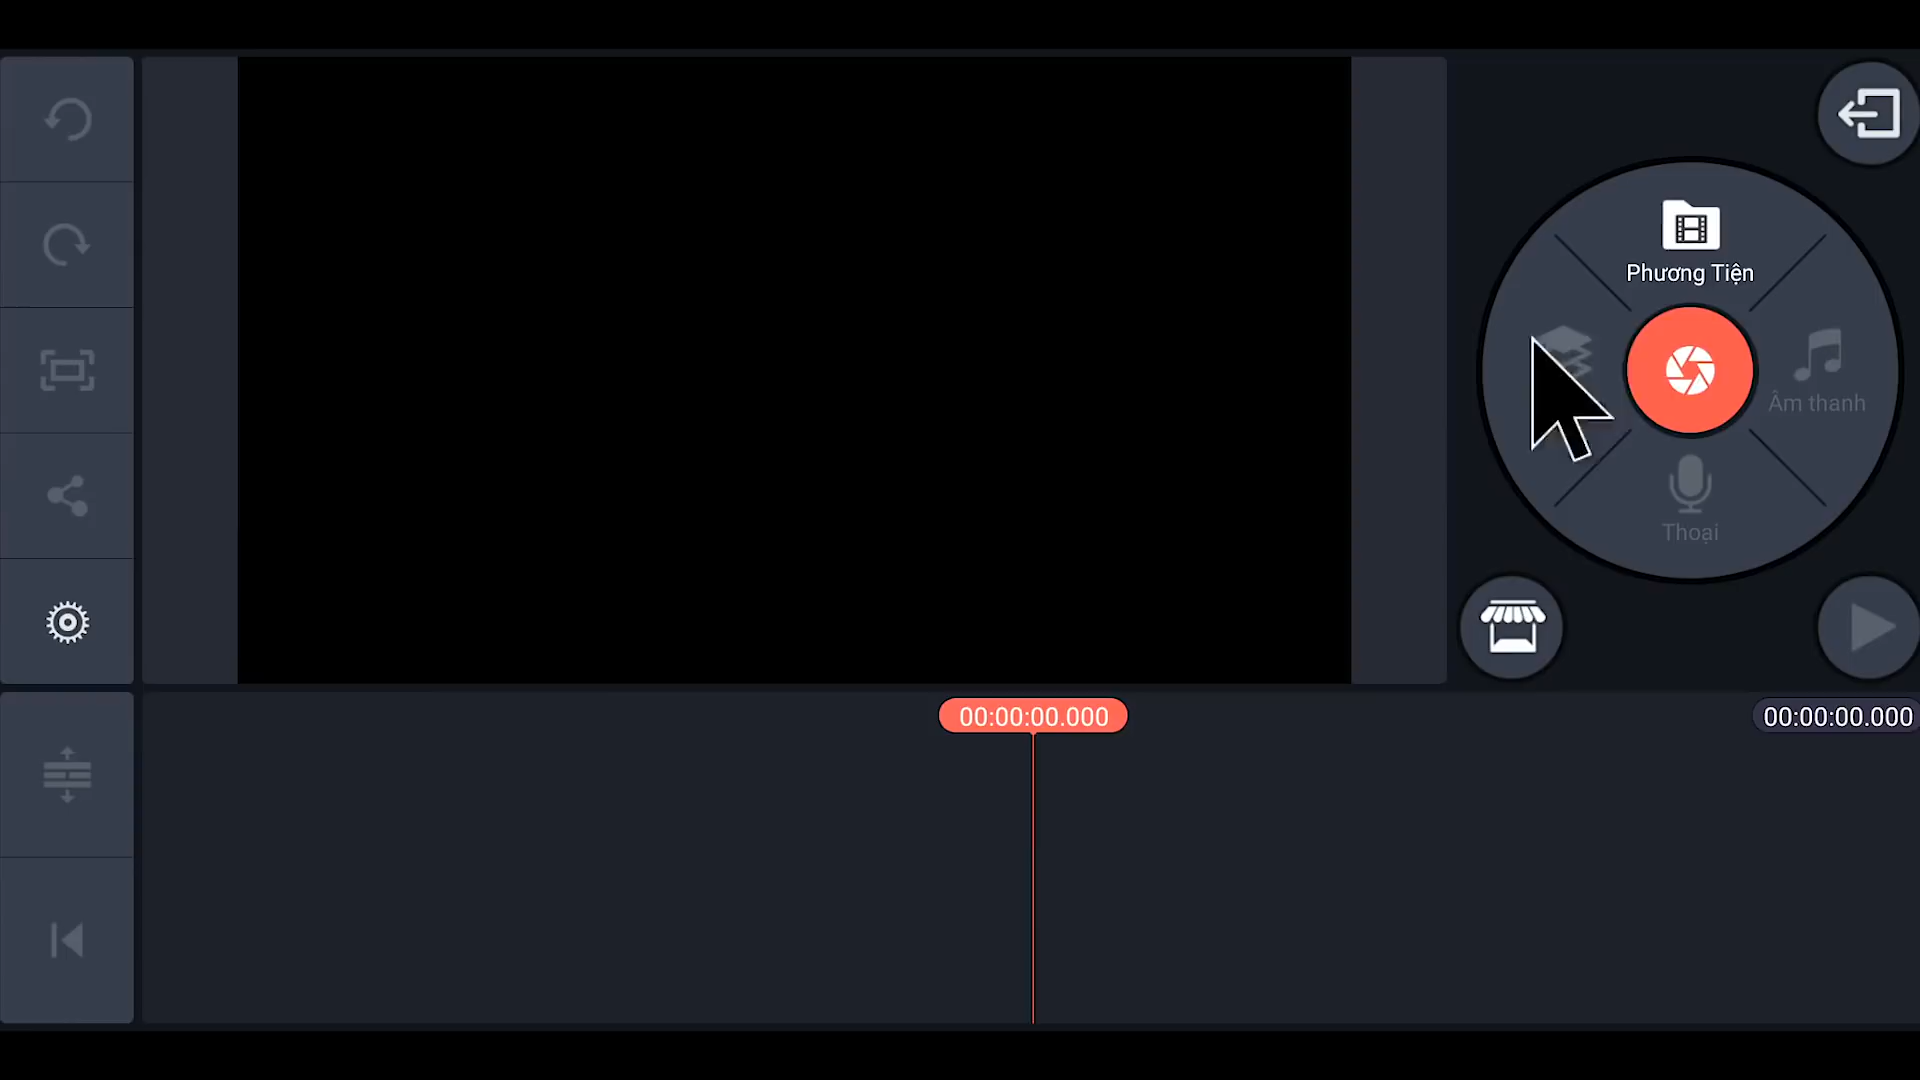 Phương Tiện
Âm thanh
Thoại
00:00:00.000
00:00:00.000